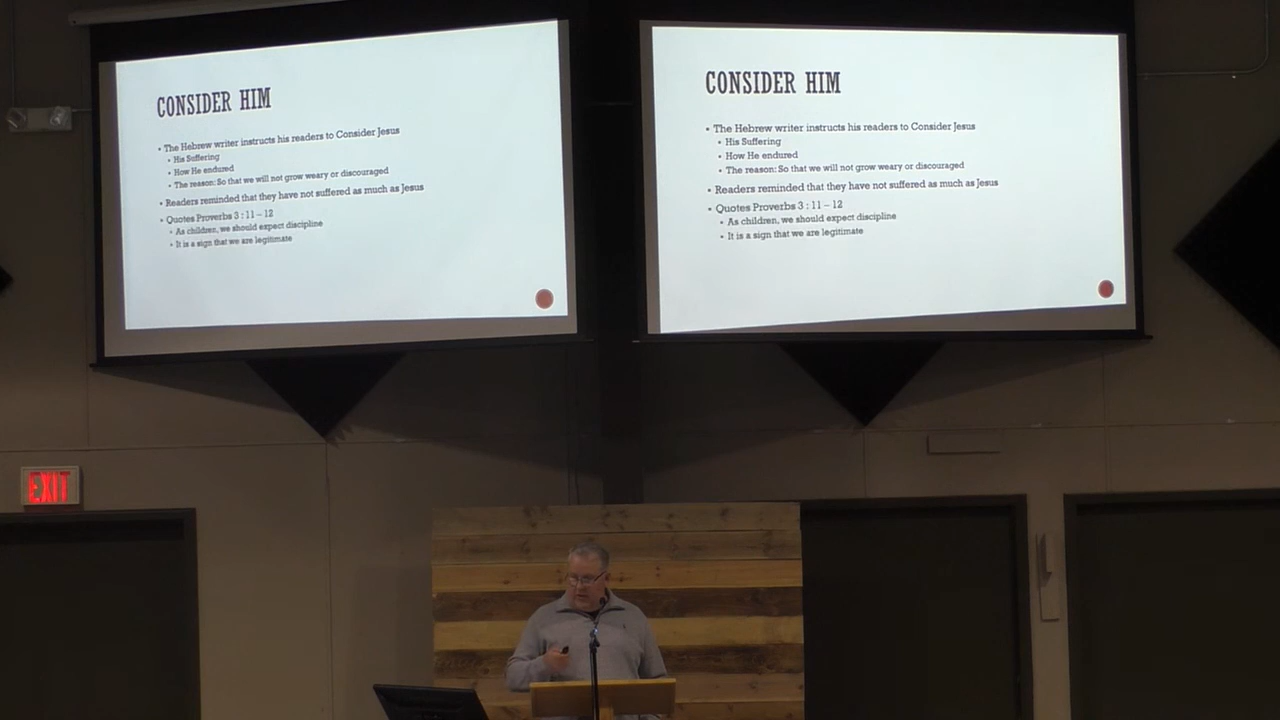 CONSIDER HIM
• The Hebrew writer instructs his readers to Consider Jesus
• His Suffering
• How He endured
• The reason: So that we will not grow weary or discouraged
• Readers reminded that they have not suffered as much as Jesus
• Quotes Proverbs 3 : 11 – 12
• As children, we should expect discipline
• It is a sign that we are legitimate
CONSIDER HIM
• The Hebrew writer instructs his readers to Consider Jesus
• His Suffering
• How He endured
• The reason: So that we will not grow weary or discouraged
• Readers reminded that they have not suffered as much as Jesus
• Quotes Proverbs 3 : 11 – 12
• As children, we should expect discipline
• It is a sign that we are legitimate
EXIT